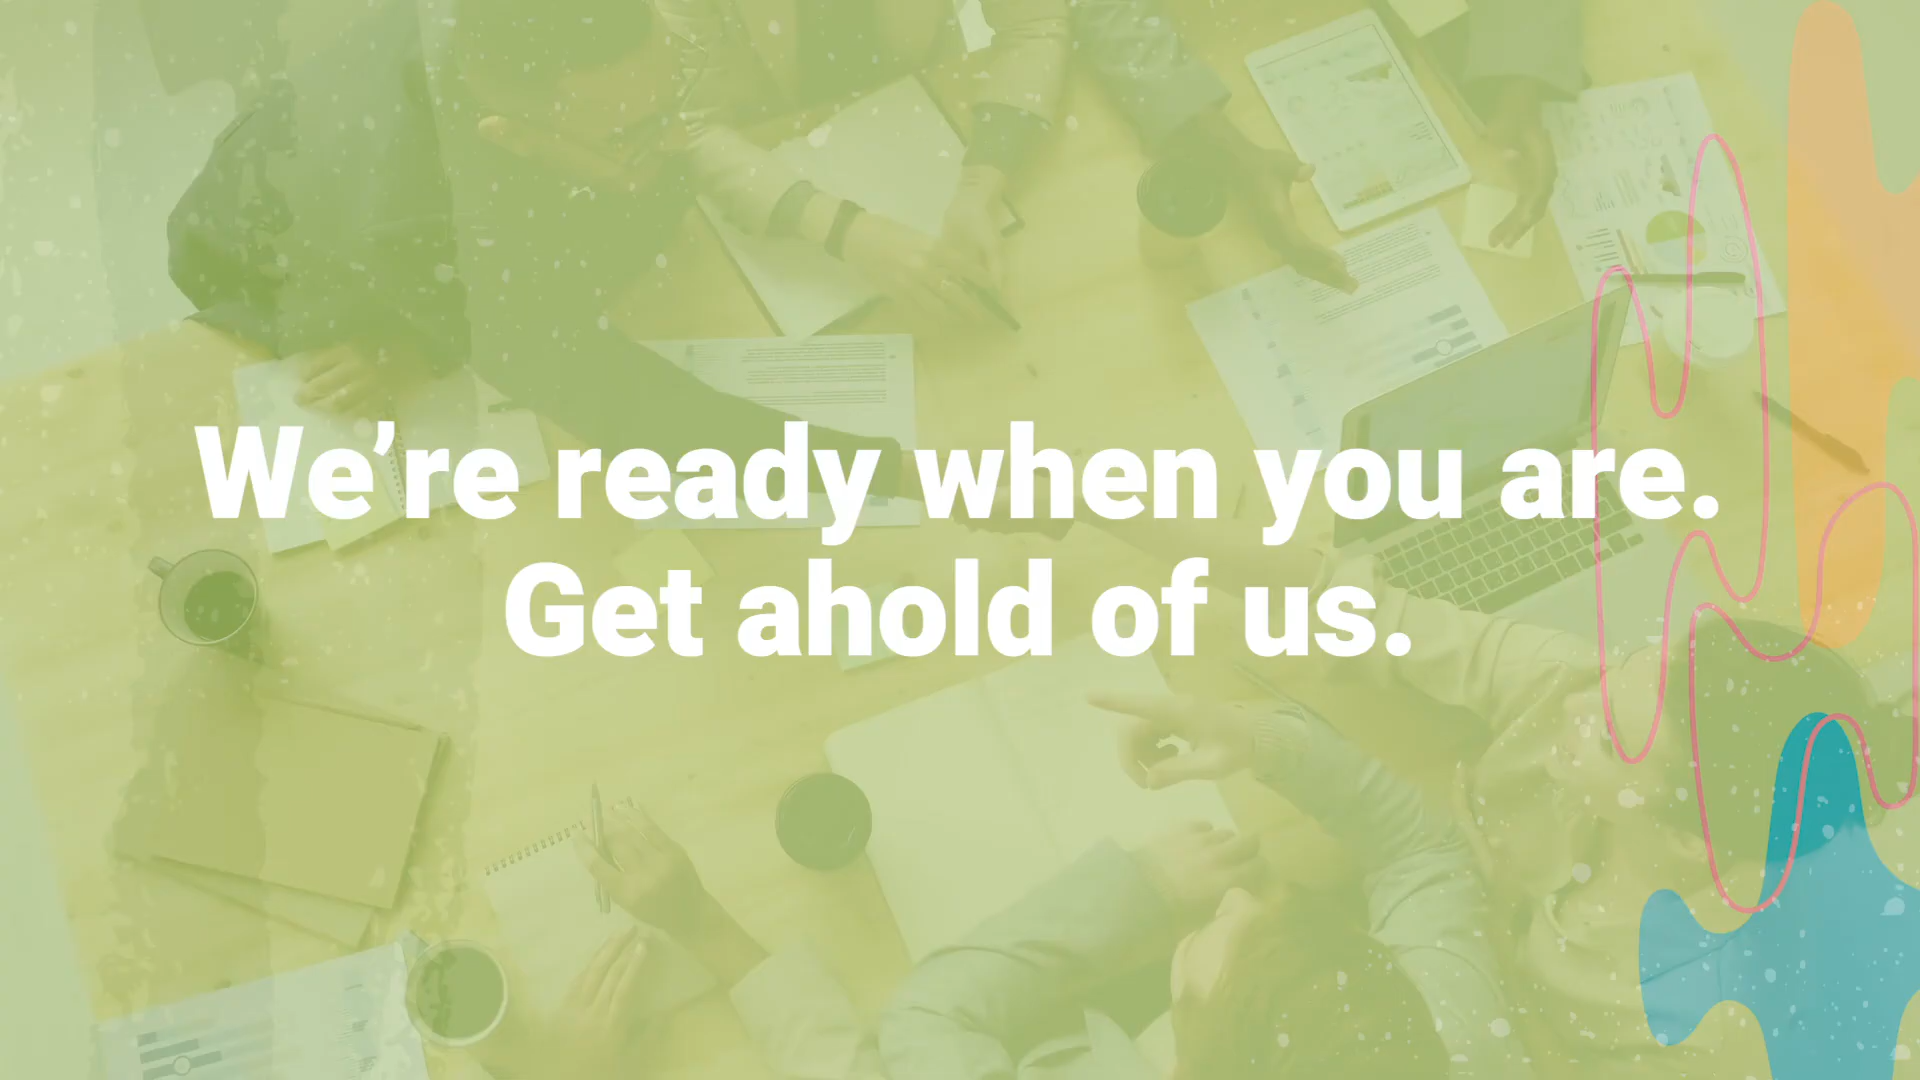 We’re ready when you are.
Get ahold of us.